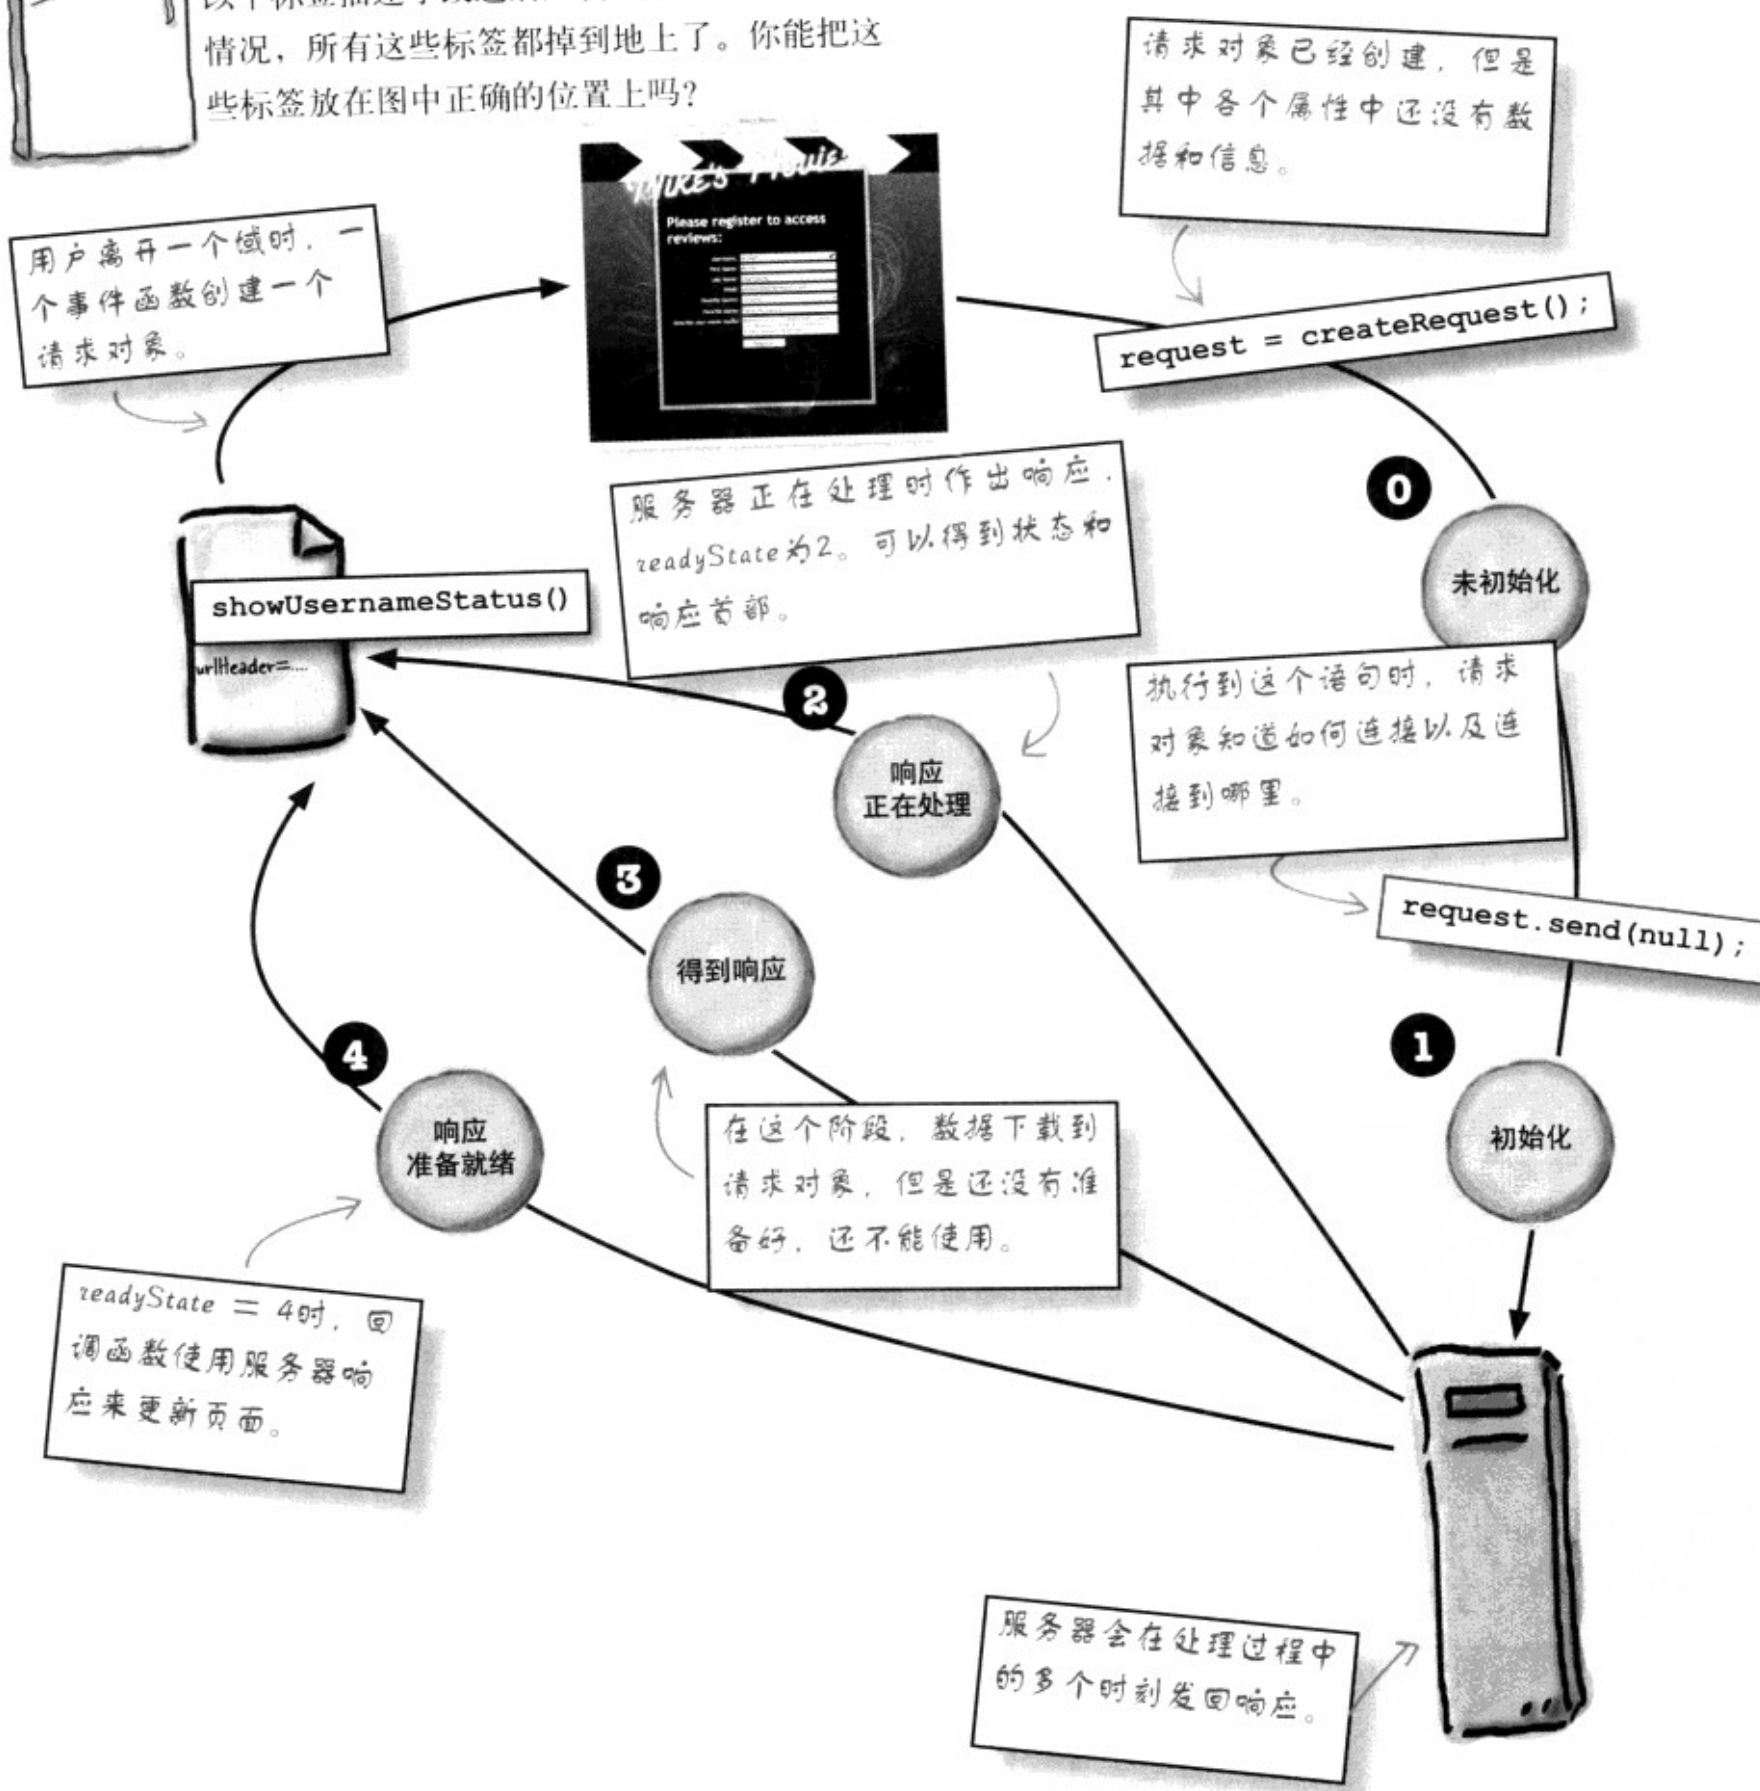 情况，所有这些标签都掉到地上了。你能把这
些标签放在图中正确的位置上吗？
请求对象已经创建，但是
其中各个属性中还没有数
据和信息。
Mike's Movie
Please register to access
reviews:
用户离开一个域时，一
个事件函数创建一个
请求对象。
request = createRequest();
0
未初始化
服务器正在处理时作出响应，
readyState为2。可以得到状态和
响应首部。
showUsernameStatus()
urlHeader=....
2
响应
正在处理
执行到这个语句时，请求
对象知道如何连接以及连
接到哪里。
request.send(null);
3
得到响应
1
初始化
4
响应
准备就绪
在这个阶段，数据下载到
请求对象，但是还没有准
备好，还不能使用。
readyState = 4时，回
调函数使用服务器响
应来更新页面。
服务器会在处理过程中
的多个时刻发回响应。